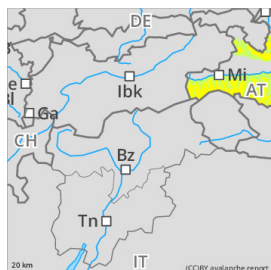 DE
Mi
AT
Ibk
Ga
CH
Bz
Tn
IT
20 km
(CC)BY avalanche.report